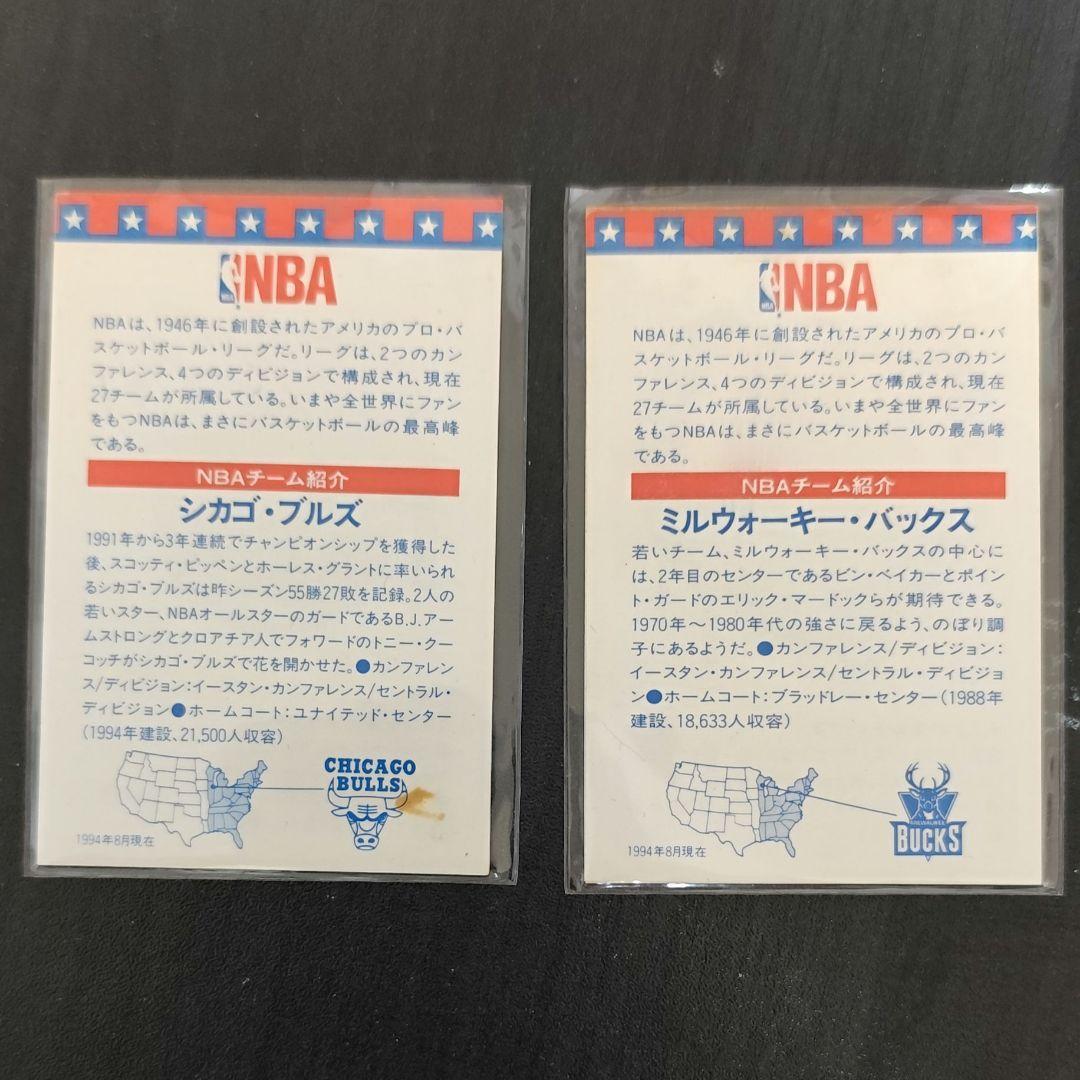 NBA
NBAは、1946年に創設されたアメリカのプロ・バ
スケットボール・リーグだ。リーグは、2つのカン
ファレンス、4つのディビジョンで構成され、現在
27チームが所属している。いまや全世界にファン
をもつNBAは、まさにバスケットボールの最高峰
である。
NBAチーム紹介
シカゴ・ブルズ
1991年から3年連続でチャンピオンシップを獲得した
後、スコッティ・ピッペンとホーレス・グラントに率いられ
るシカゴ・ブルズは昨シーズン55勝27敗を記録。2人の
若いスター、NBAオールスターのガードであるB.J.アー
ムストロングとクロアチア人でフォワードのトニー・クー
コッチがシカゴ・ブルズで花を開かせた。●カンファレン
ス/ディビジョン:イースタン・カンファレンス/セントラル・
ディビジョン●ホームコート:ユナイテッド・センター
(1994年建設、21,500人収容)
CHICAGO
BULLS
1994年8月現在
NBA
NBAは、1946年に創設されたアメリカのプロ・バ
スケットボール・リーグだ。リーグは、2つのカン
ファレンス、4つのディビジョンで構成され、現在
27チームが所属している。いまや全世界にファン
をもつNBAは、まさにバスケットボールの最高峰
である。
NBAチーム紹介
ミルウォーキー・バックス
若いチーム、ミルウォーキー・バックスの中心に
は、2年目のセンターであるビン・ベイカーとポイン
ト・ガードのエリック・マードックらが期待できる。
1970年〜1980年代の強さに戻るよう、のぼり調
子にあるようだ。●カンファレンス/ディビジョン:
イースタン・カンファレンス/セントラル・ディビジョ
ン●ホームコート:ブラッドレー・センター(1988年
建設、18,633人収容)
MILWAUKEE
BUCKS
1994年8月現在